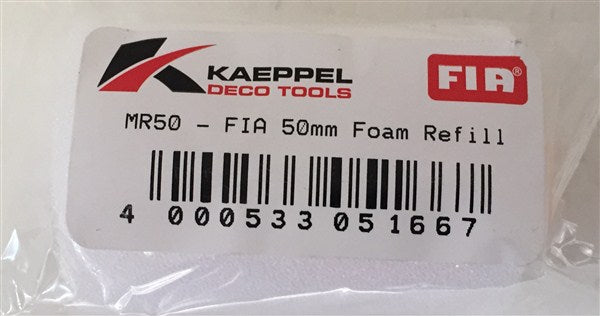 KAEPPEL
DECO TOOLS
FIA®
MR50 - FIA 50mm Foam Refill
4 000533 051667